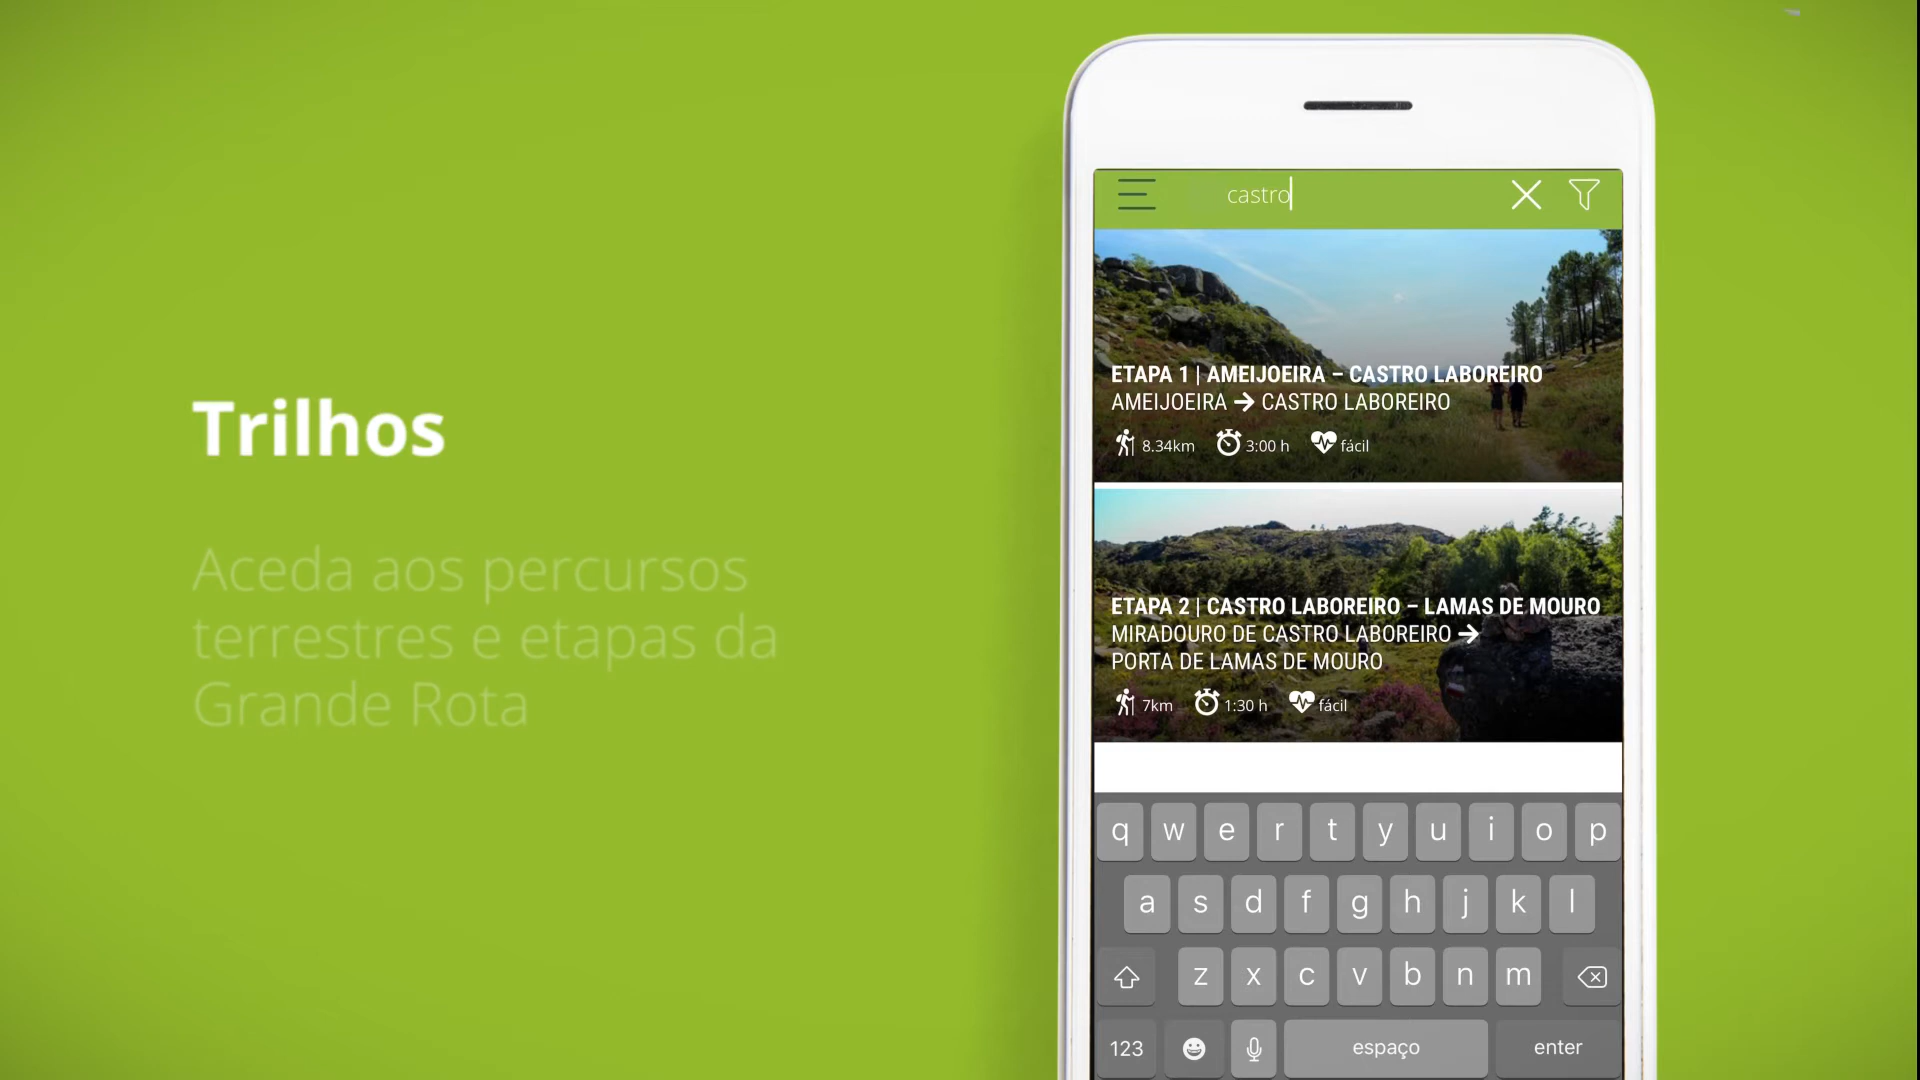 Trilhos
Aceda aos percursos
terrestres e etapas da
Grande Rota
castro
ETAPA 1 | AMEIJOEIRA – CASTRO LABOREIRO
AMEIJOEIRA → CASTRO LABOREIRO
8.34km 3:00 h fácil
ETAPA 2 | CASTRO LABOREIRO – LAMAS DE MOURO
MIRADOURO DE CASTRO LABOREIRO →
PORTA DE LAMAS DE MOURO
7km 1:30 h fácil
q w e r t y u i o p
a s d f g h j k l
z x c v b n m
123 espaço enter